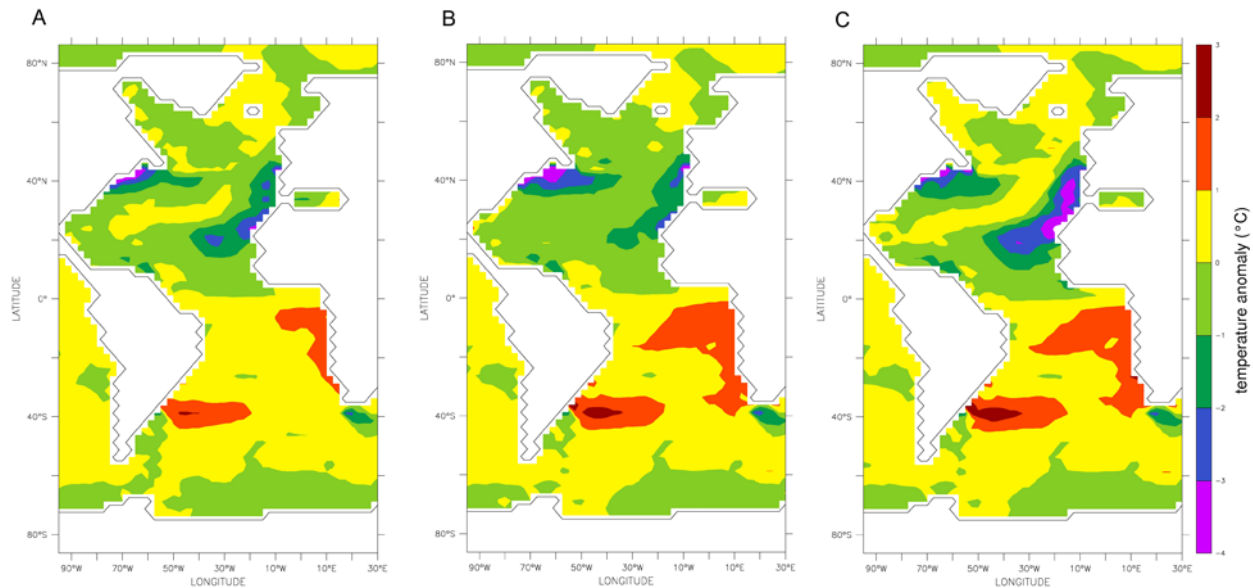 A
B
C
80°N
40°N
0°
40°S
80°S
LATITUDE
90°W 70°W 50°W 30°W 10°W 10°E 30°E
LONGITUDE
80°N
40°N
0°
40°S
80°S
LATITUDE
90°W 70°W 50°W 30°W 10°W 10°E 30°E
LONGITUDE
80°N
40°N
0°
40°S
80°S
LATITUDE
90°W 70°W 50°W 30°W 10°W 10°E 30°E
LONGITUDE
3
2
1
0
-1
-2
-3
-4
temperature anomaly (°C)